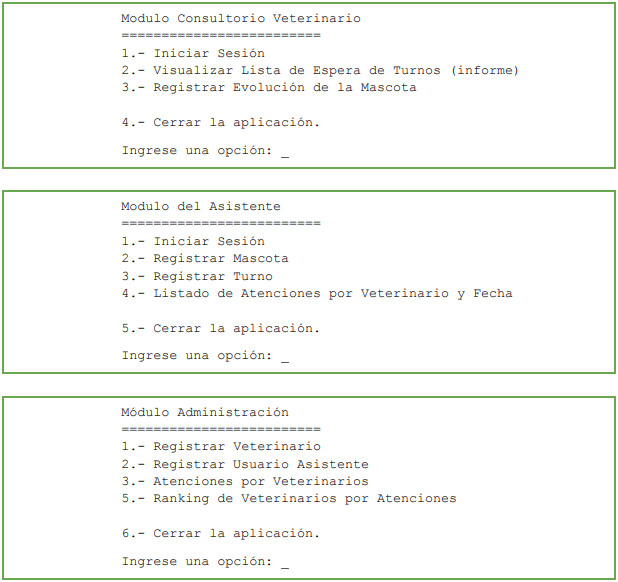 Modulo Consultorio Veterinario
=========================
1.- Iniciar Sesión
2.- Visualizar Lista de Espera de Turnos (informe)
3.- Registrar Evolución de la Mascota
4.- Cerrar la aplicación.
Ingrese una opción: _
Modulo del Asistente
=========================
1.- Iniciar Sesión
2.- Registrar Mascota
3.- Registrar Turno
4.- Listado de Atenciones por Veterinario y Fecha
5.- Cerrar la aplicación.
Ingrese una opción: _
Módulo Administración
=========================
1.- Registrar Veterinario
2.- Registrar Usuario Asistente
3.- Atenciones por Veterinarios
5.- Ranking de Veterinarios por Atenciones
6.- Cerrar la aplicación.
Ingrese una opción: _